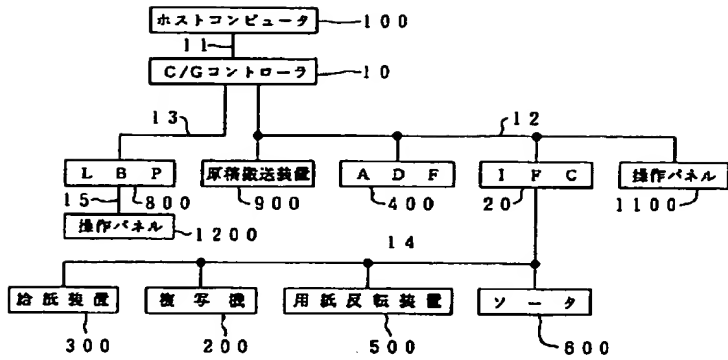 ホストコンピュータ
100
11
C/Gコントローラ
10
13
12
LBP
原稿搬送装置
ADF
IFC
操作パネル
15
800
900
400
20
1100
操作パネル
1200
14
給紙装置
複写機
用紙反転装置
ソータ
300
200
500
600